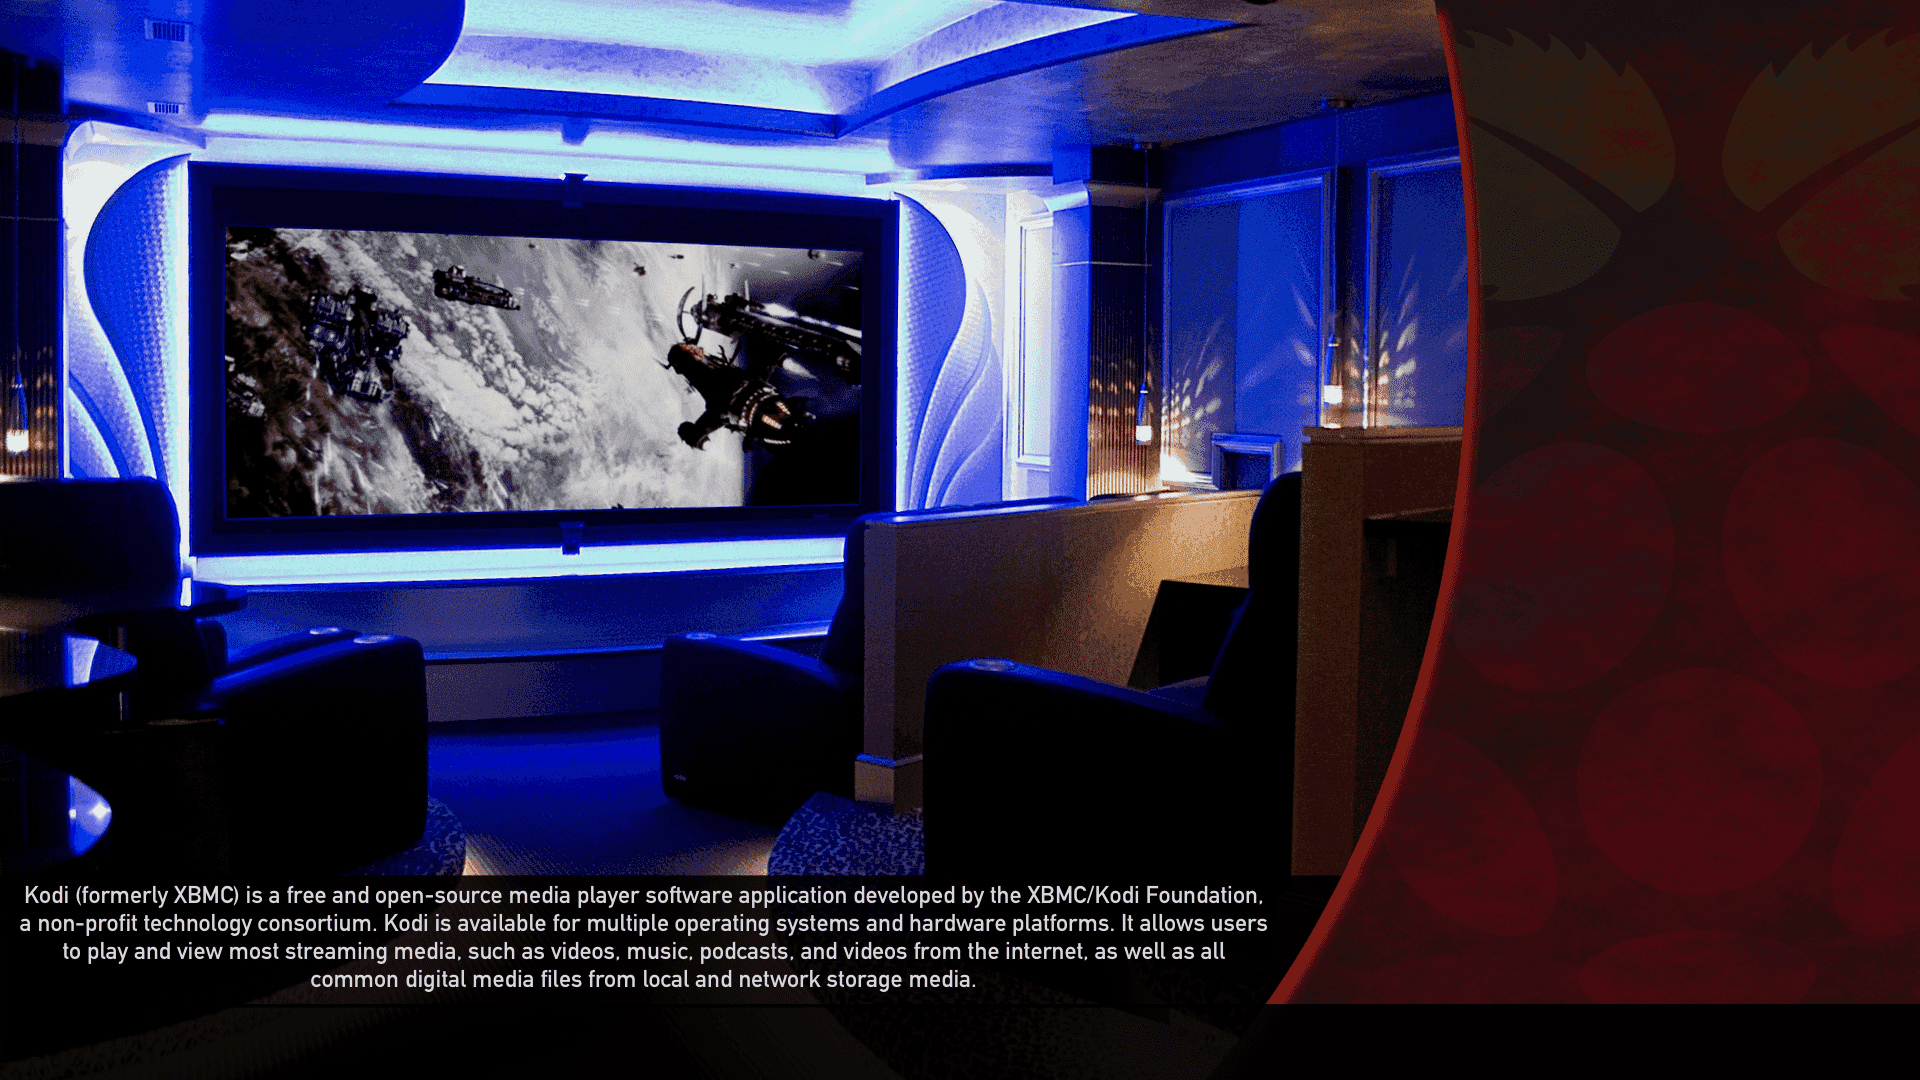 Kodi (formerly XBMC) is a free and open-source media player software application developed by the XBMC/Kodi Foundation,
a non-profit technology consortium. Kodi is available for multiple operating systems and hardware platforms. It allows users
to play and view most streaming media, such as videos, music, podcasts, and videos from the internet, as well as all
common digital media files from local and network storage media.